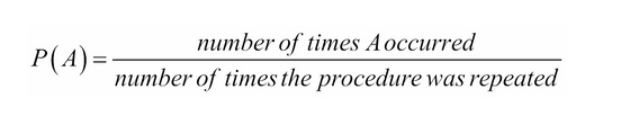 P(A)= number of times A occurred
number of times the procedure was repeated